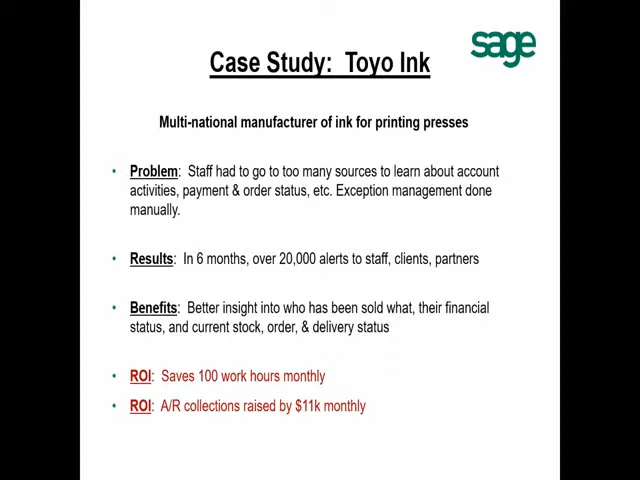 sage
Case Study: Toyo Ink
Multi-national manufacturer of ink for printing presses
• Problem: Staff had to go to too many sources to learn about account
activities, payment & order status, etc. Exception management done
manually.
• Results: In 6 months, over 20,000 alerts to staff, clients, partners
• Benefits: Better insight into who has been sold what, their financial
status, and current stock, order, & delivery status
• ROI: Saves 100 work hours monthly
• ROI: A/R collections raised by $11k monthly